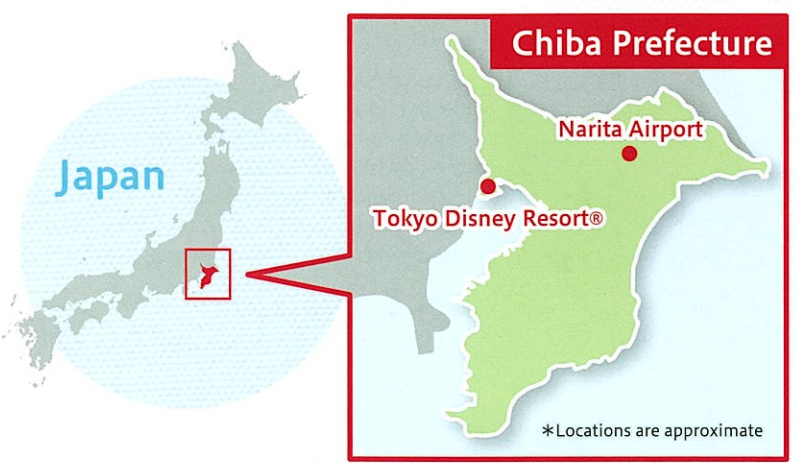 Chiba Prefecture
Japan
Narita Airport
Tokyo Disney Resort®
*Locations are approximate